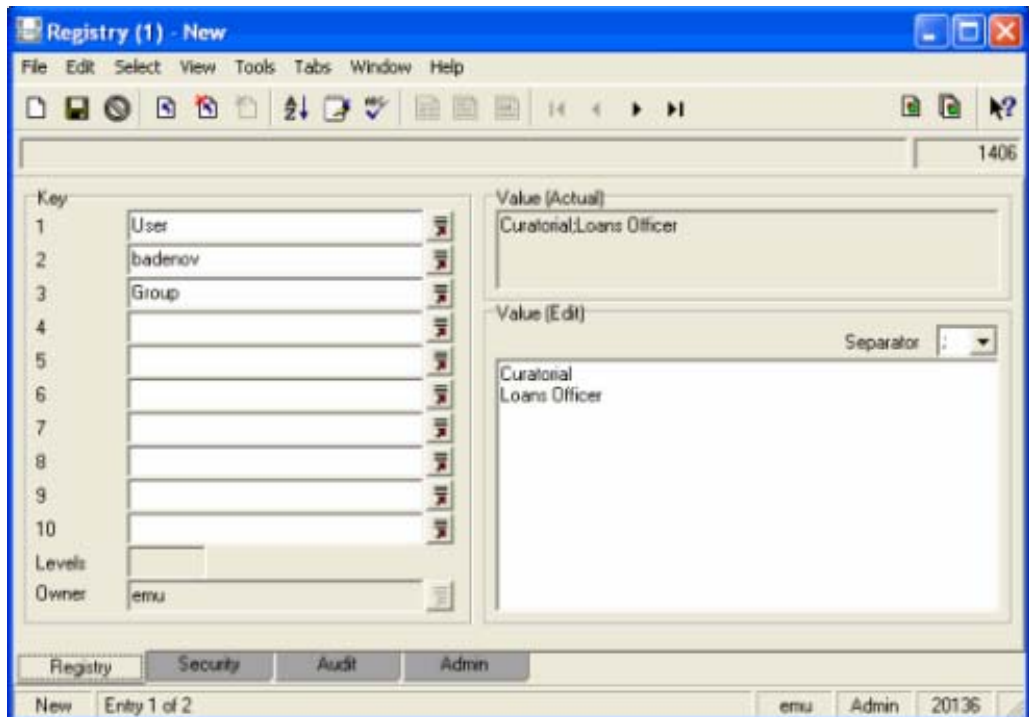 Registry (1) - New
File Edit Select View Tools Tabs Window Help
1406
Key
1 User
2 badenov
3 Group
4
5
6
7
8
9
10
Levels
Owner emu
Value (Actual)
Curatorial;Loans Officer
Value (Edit)
Separator ;
Curatorial
Loans Officer
Registry Security Audit Admin
New Entry 1 of 2 emu Admin 20136